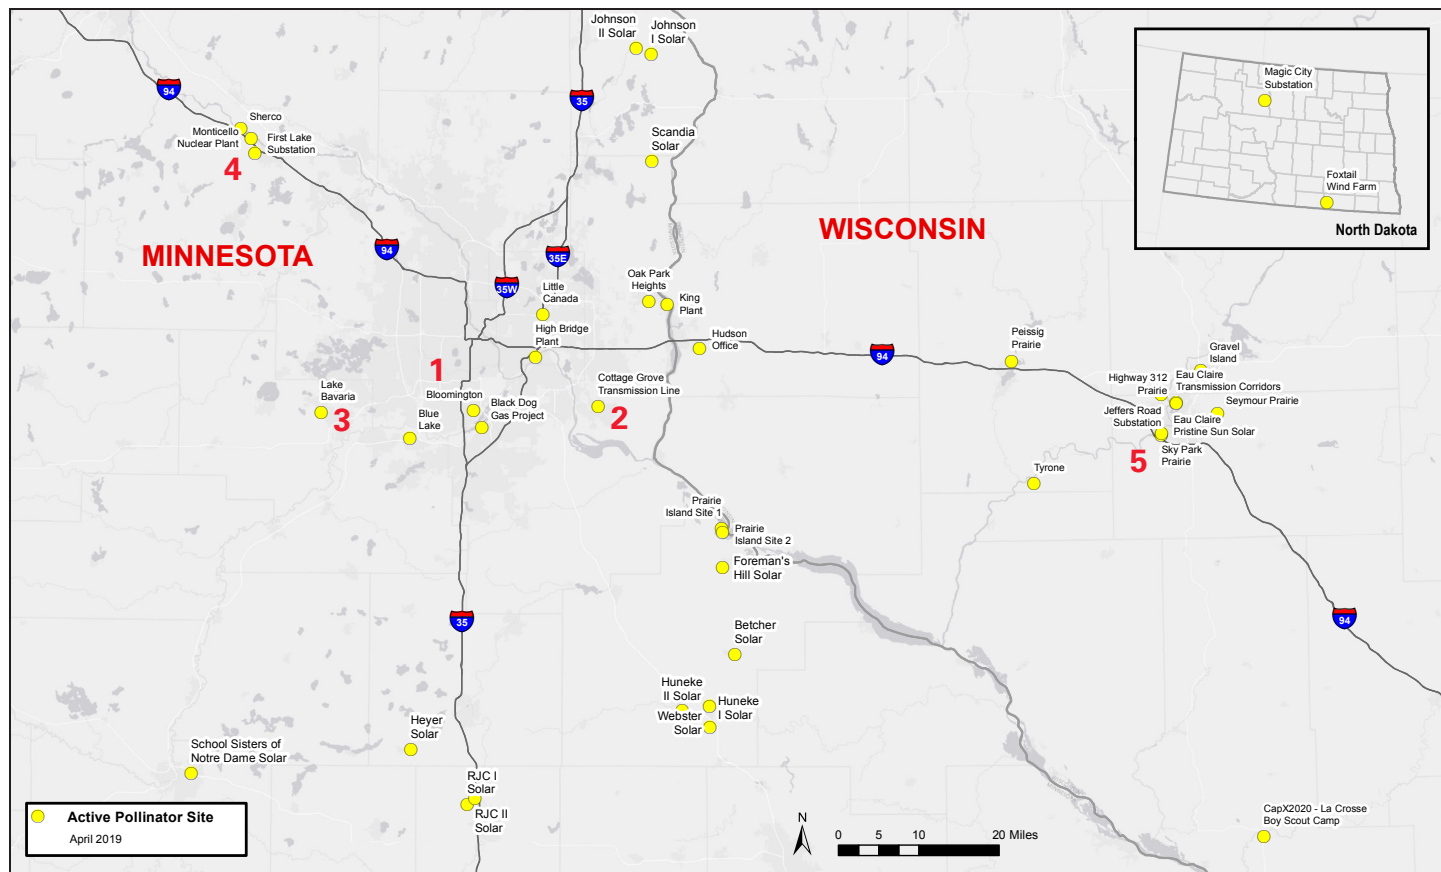 Johnson
II Solar
Johnson
I Solar
94
35
Sherco
Monticello
Nuclear Plant
First Lake
Substation
4
Scandia
Solar
MINNESOTA
WISCONSIN
Magic City
Substation
Foxtail
Wind Farm
North Dakota
94
35E
35W
Little
Canada
Oak Park
Heights
King
Plant
High Bridge
Plant
Hudson
Office
94
Peissig
Prairie
Gravel
Island
1
Lake
Bavaria
3
Bloomington
Blue
Lake
Black Dog
Gas Project
Cottage Grove
Transmission Line
2
Highway 312
Prairie
Eau Claire
Transmission Corridors
Seymour Prairie
Jeffers Road
Substation
Eau Claire
Pristine Sun Solar
Sky Park
Prairie
5
Tyrone
Prairie
Island Site 1
Prairie
Island Site 2
Foreman's
Hill Solar
35
94
Betcher
Solar
Huneke
II Solar
Huneke
I Solar
Webster
Solar
Heyer
Solar
School Sisters of
Notre Dame Solar
RJC I
Solar
RJC II
Solar
CapX2020 - La Crosse
Boy Scout Camp
Active Pollinator Site
April 2019
N
0 5 10 20 Miles